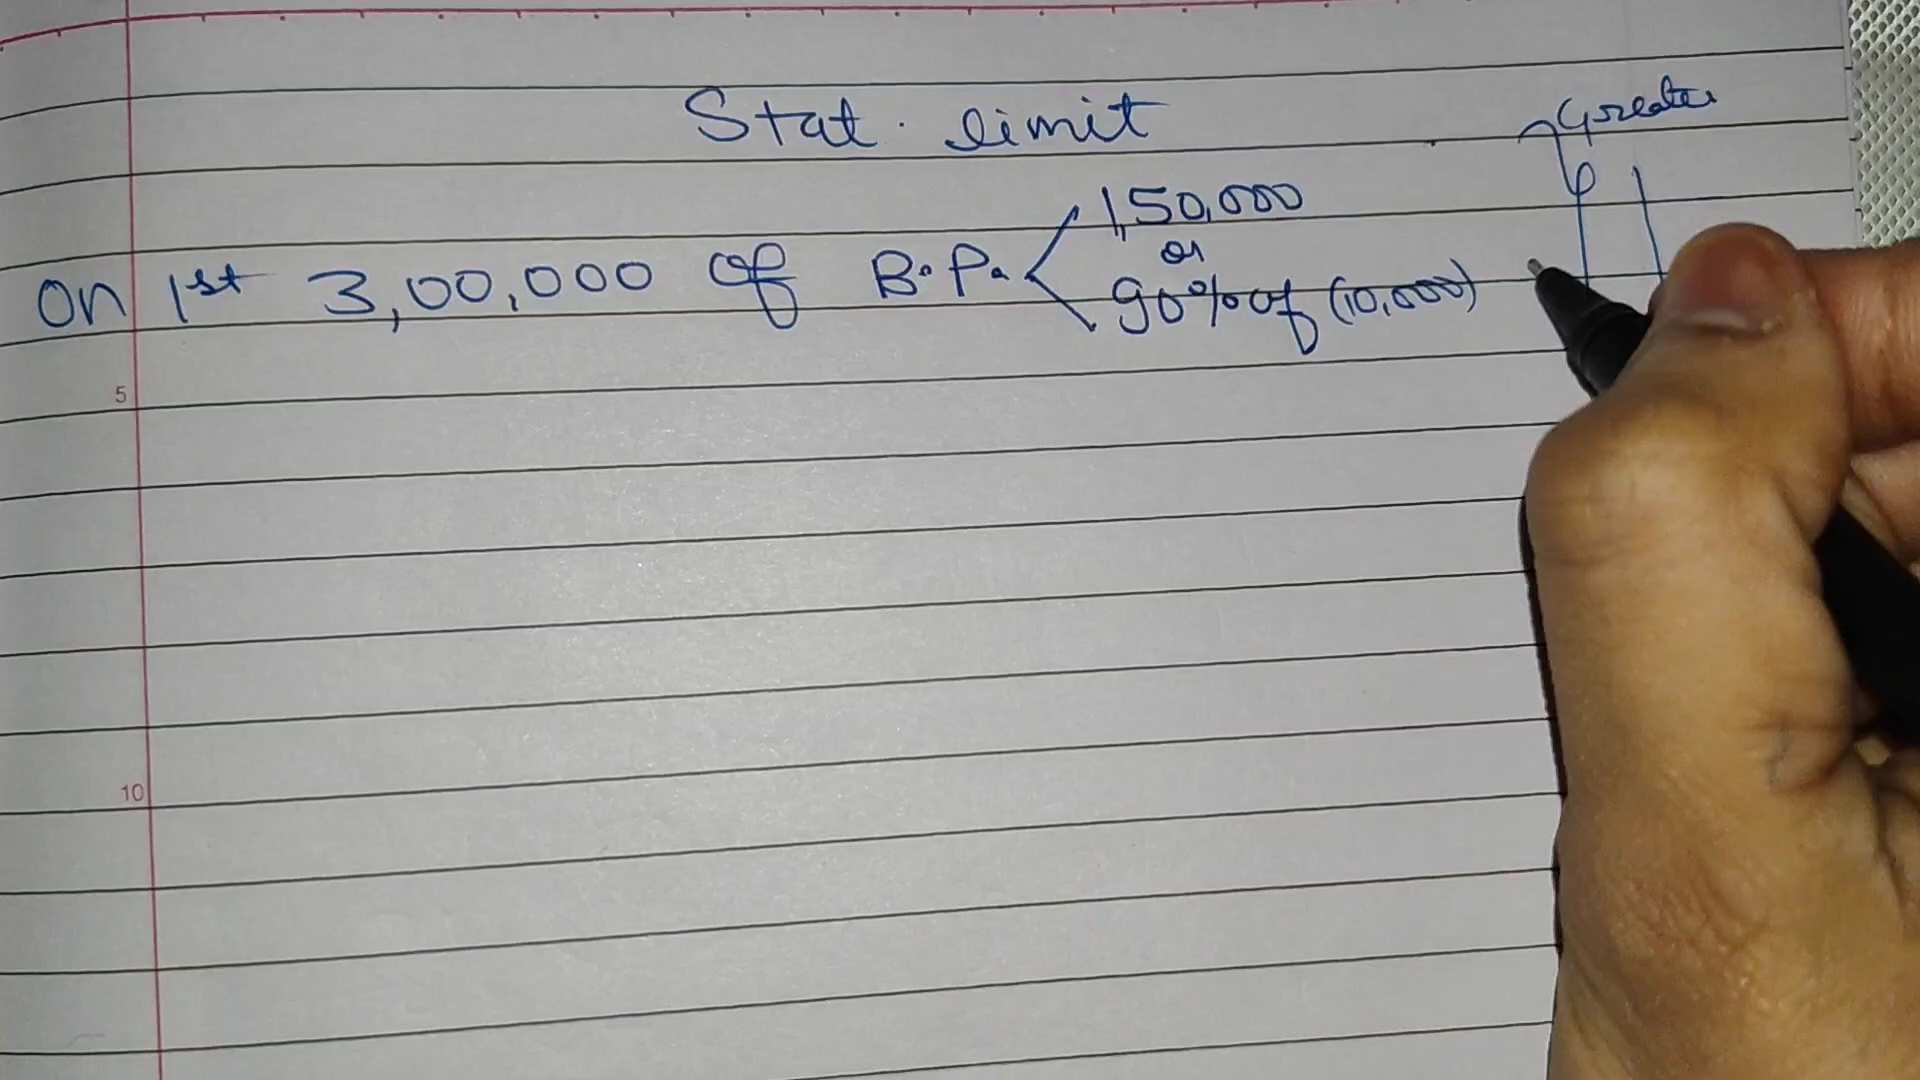 Stat. limit
Greater
On 1st 3,00,000 of B.P.
1,50,000
or
90% of (10,000)
5
10